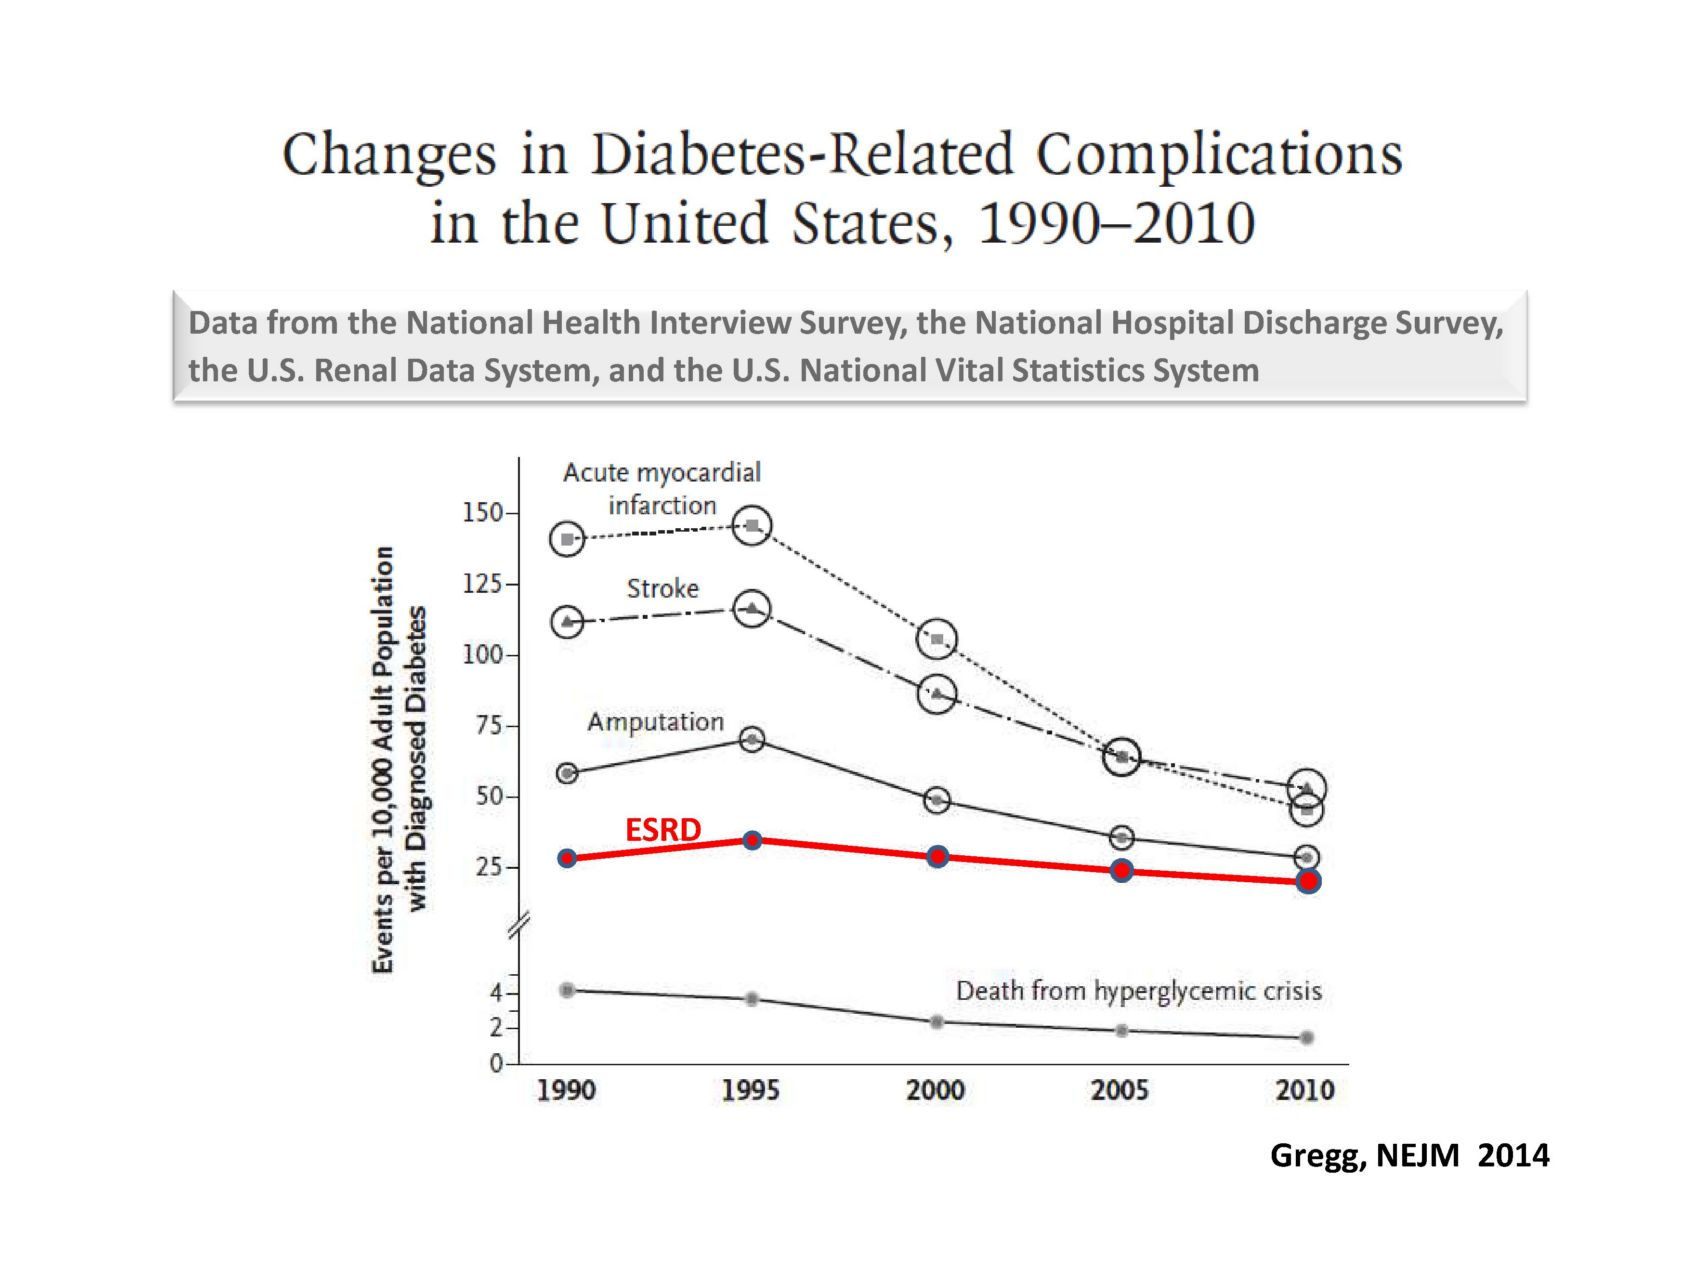 Changes in Diabetes-Related Complications
in the United States, 1990–2010
Data from the National Health Interview Survey, the National Hospital Discharge Survey,
the U.S. Renal Data System, and the U.S. National Vital Statistics System
Events per 10,000 Adult Population
with Diagnosed Diabetes
150
125
100
75
50
25
4
2
0
Acute myocardial
infarction
Stroke
Amputation
ESRD
Death from hyperglycemic crisis
1990 1995 2000 2005 2010
Gregg, NEJM 2014